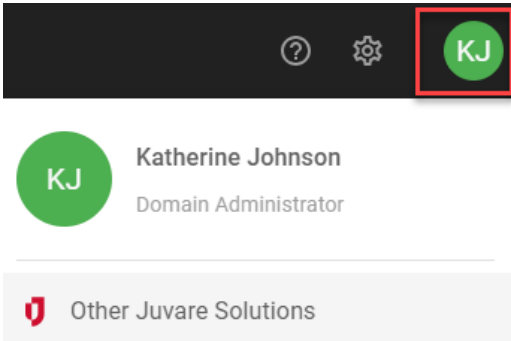 KJ
KJ
Katherine Johnson
Domain Administrator
Other Juvare Solutions